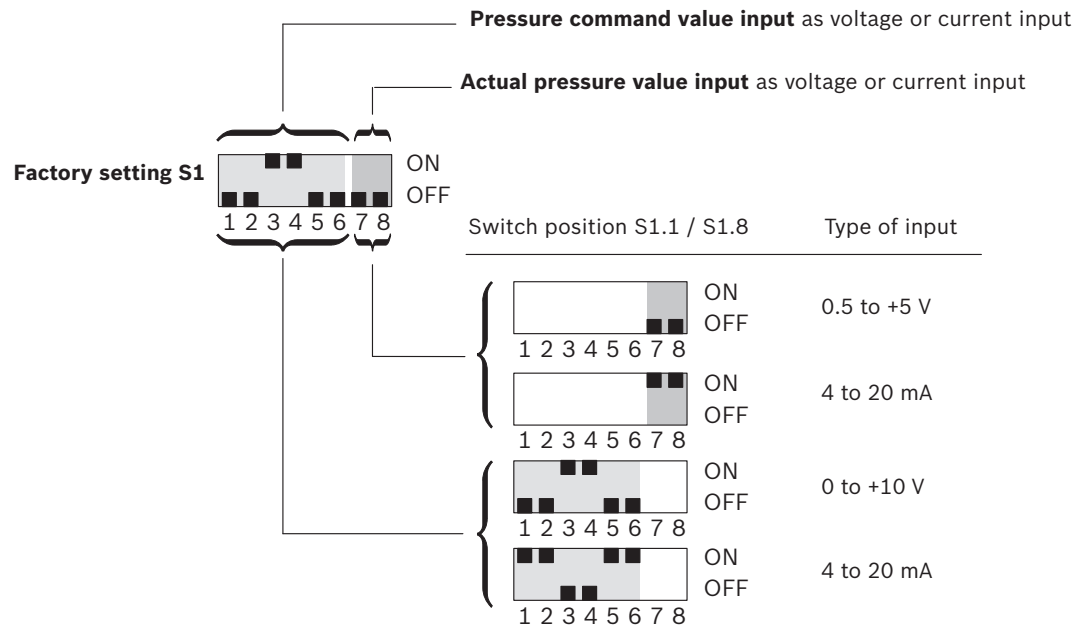 Pressure command value input as voltage or current input
Actual pressure value input as voltage or current input
Factory setting S1
ON
OFF
1 2 3 4 5 6 7 8
Switch position S1.1 / S1.8 Type of input
ON
OFF
0.5 to +5 V
1 2 3 4 5 6 7 8
ON
OFF
4 to 20 mA
1 2 3 4 5 6 7 8
ON
OFF
0 to +10 V
1 2 3 4 5 6 7 8
ON
OFF
4 to 20 mA
1 2 3 4 5 6 7 8